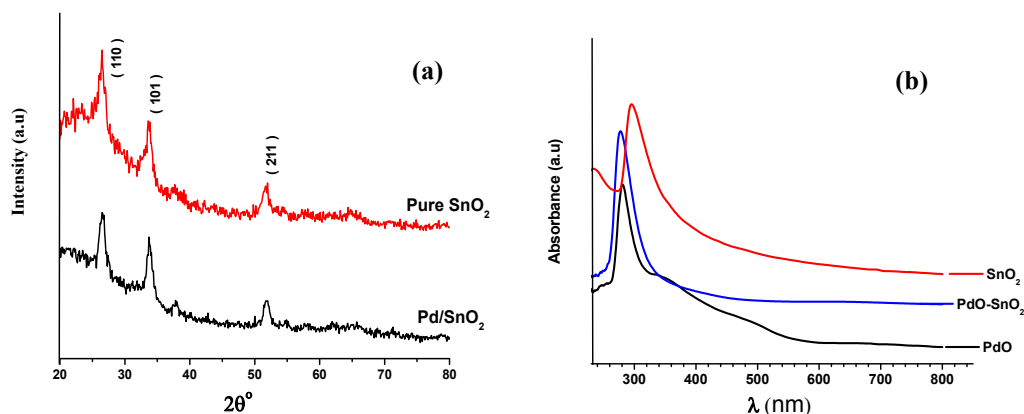 (a)
( 110 )
( 101 )
( 211 )
Pure SnO₂
Pd/SnO₂
Intensity (a.u)
20 30 40 50 60 70 80
2θ°
(b)
Absorbance (a.u)
SnO₂
PdO-SnO₂
PdO
300 400 500 600 700 800
λ (nm)